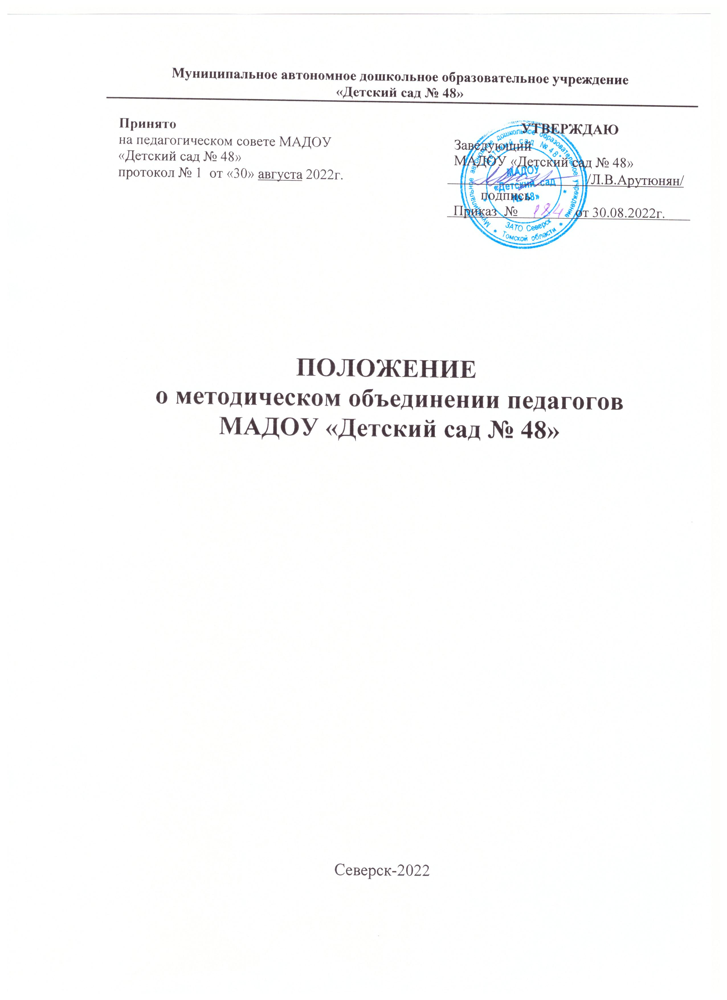 Муниципальное автономное дошкольное образовательное учреждение
«Детский сад № 48»
Принято
на педагогическом совете МАДОУ
«Детский сад № 48»
протокол № 1 от «30» августа 2022г.
УТВЕРЖДАЮ
Заведующий
МАДОУ «Детский сад № 48»
/Л.В.Арутюнян/
подпись
Приказ № 184 от 30.08.2022г.
Муниципальное автономное дошкольное образовательное учреждение
"Детский сад № 48"
МАДОУ
«Детский сад
№ 48»
ЗАТО Северск
Томской области
ПОЛОЖЕНИЕ
о методическом объединении педагогов
МАДОУ «Детский сад № 48»
Северск-2022